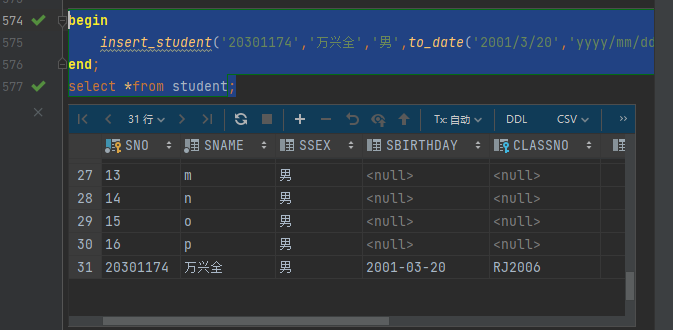 573
574 begin
575 insert_student('20301174','万兴全','男',to_date('2001/3/20','yyyy/mm/dd
576 end;
577 select *from student;
31 行 Tx: 自动 DDL CSV >>
SNO SNAME SSEX SBIRTHDAY CLASSNO
27 13 m 男 <null> <null>
28 14 n 男 <null> <null>
29 15 o 男 <null> <null>
30 16 p 男 <null> <null>
31 20301174 万兴全 男 2001-03-20 RJ2006